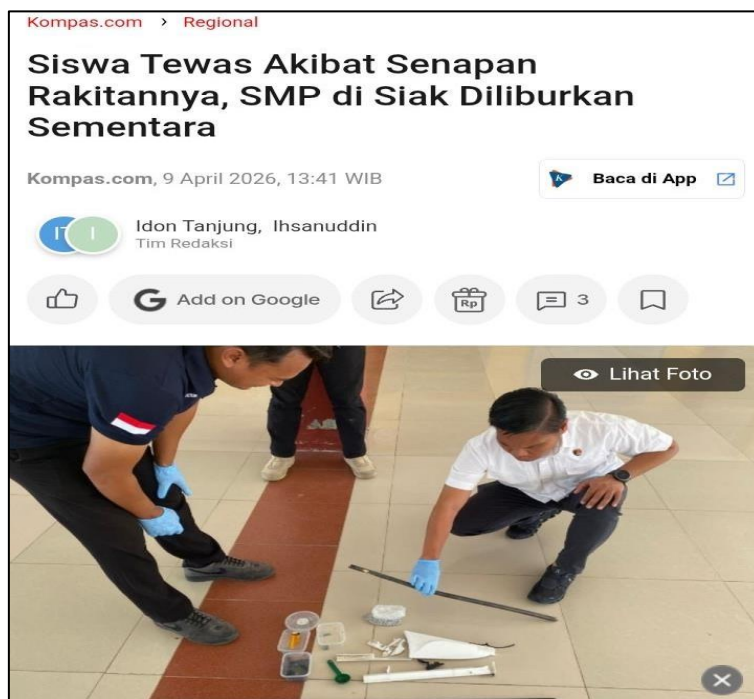 Kompas.com > Regional
Siswa Tewas Akibat Senapan
Rakitannya, SMP di Siak Diliburkan
Sementara
Kompas.com, 9 April 2026, 13:41 WIB
Baca di App
IT I
Idon Tanjung, Ihsanuddin
Tim Redaksi
Add on Google
Rp
3
Lihat Foto